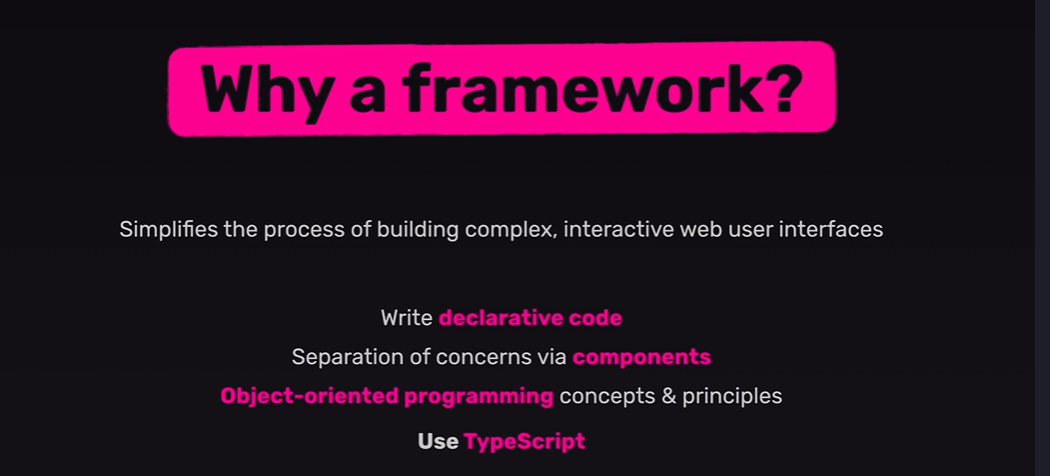 Why a framework?
Simplifies the process of building complex, interactive web user interfaces
Write declarative code
Separation of concerns via components
Object-oriented programming concepts & principles
Use TypeScript